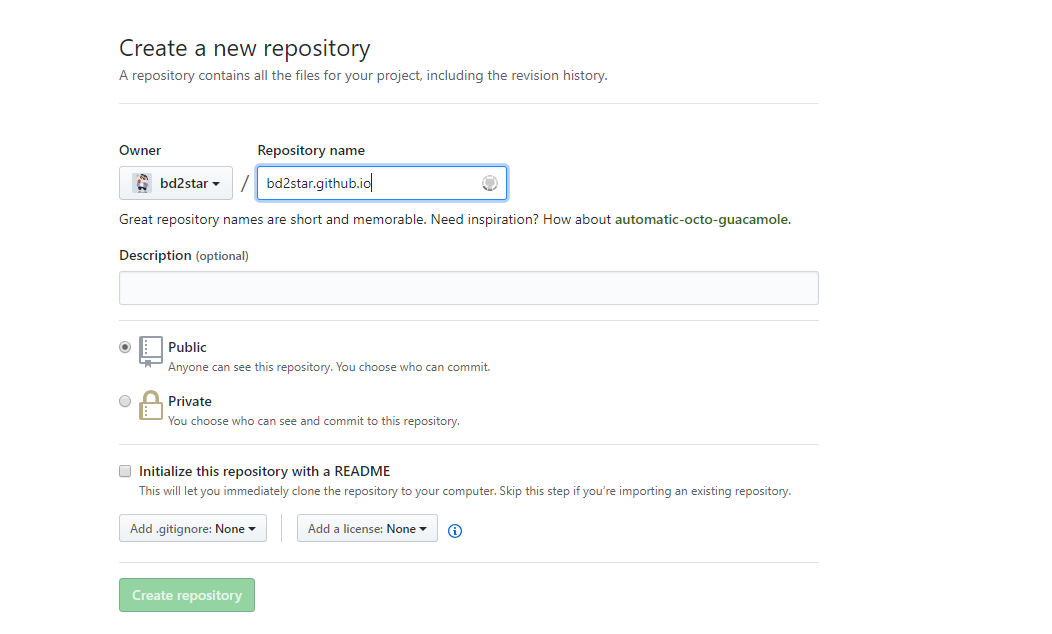 Create a new repository
A repository contains all the files for your project, including the revision history.
Owner
Repository name
bd2star / bd2star.github.io
Great repository names are short and memorable. Need inspiration? How about automatic-octo-guacamole.
Description (optional)
Public
Anyone can see this repository. You choose who can commit.
Private
You choose who can see and commit to this repository.
Initialize this repository with a README
This will let you immediately clone the repository to your computer. Skip this step if you’re importing an existing repository.
Add .gitignore: None
Add a license: None
Create repository